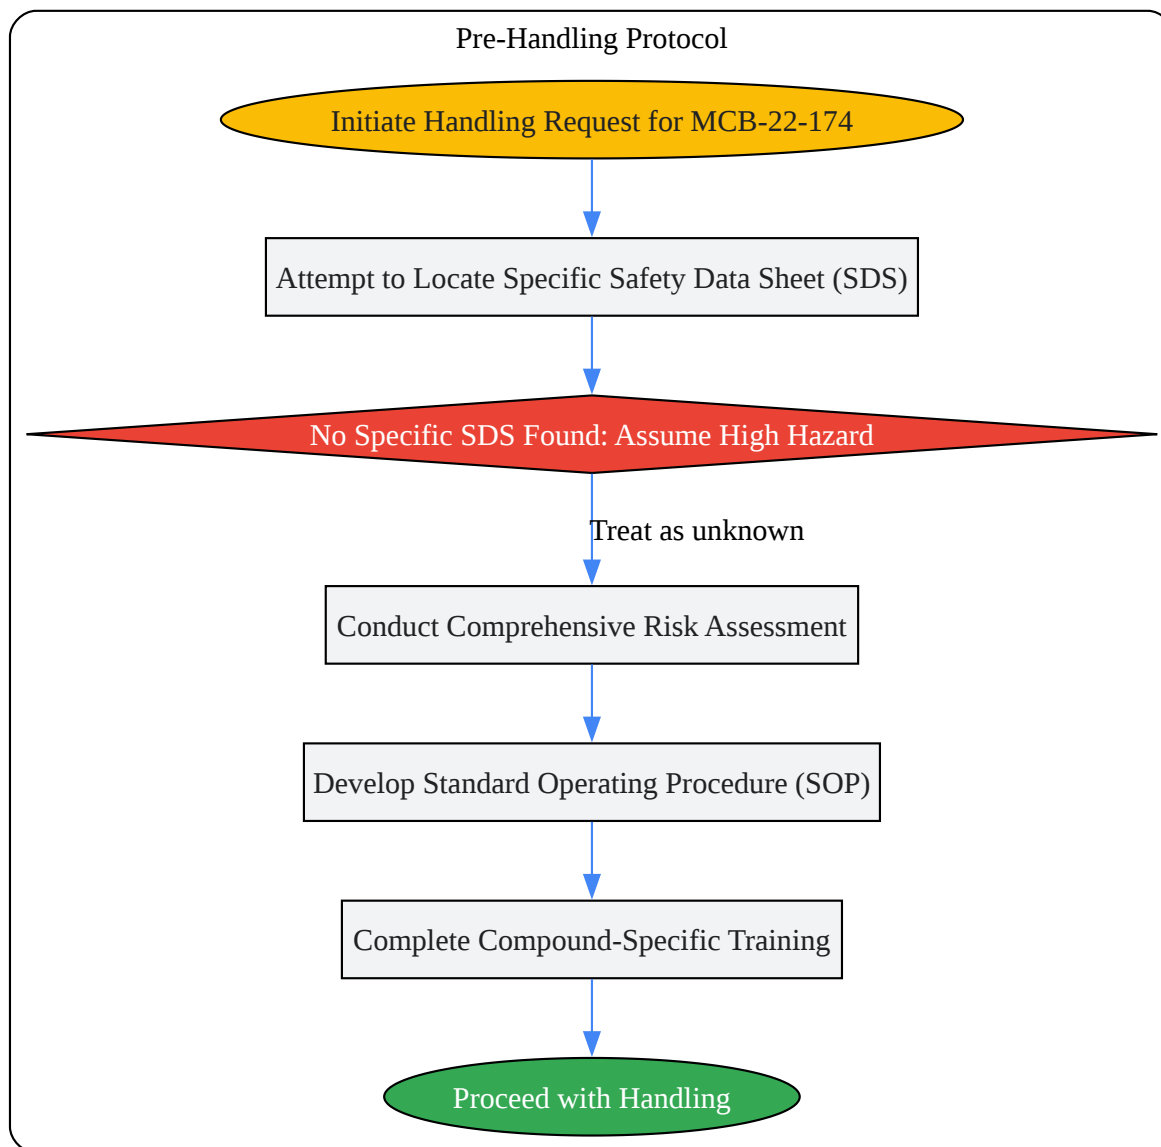 Pre-Handling Protocol
Initiate Handling Request for MCB-22-174
Attempt to Locate Specific Safety Data Sheet (SDS)
No Specific SDS Found: Assume High Hazard
Treat as unknown
Conduct Comprehensive Risk Assessment
Develop Standard Operating Procedure (SOP)
Complete Compound-Specific Training
Proceed with Handling